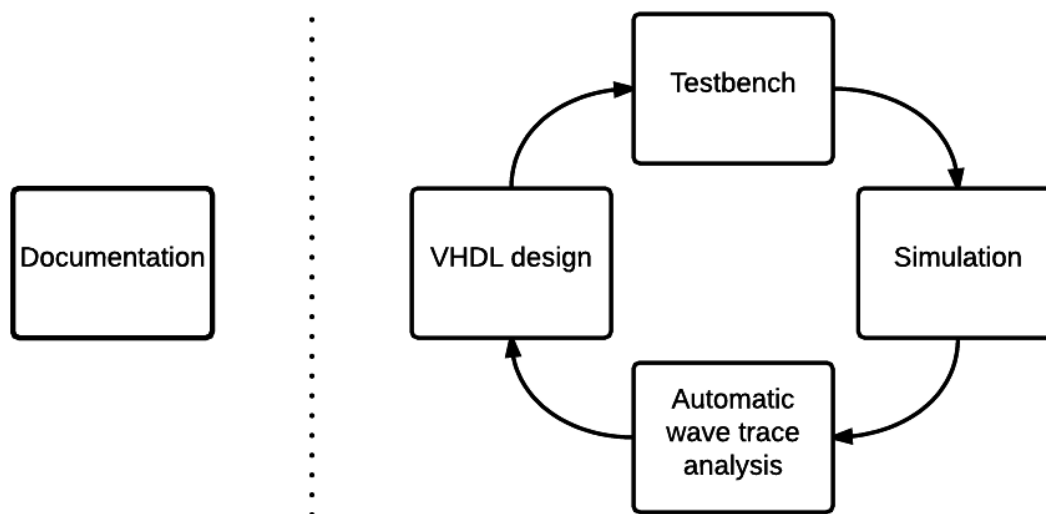 Testbench
Documentation
VHDL design
Simulation
Automatic
wave trace
analysis